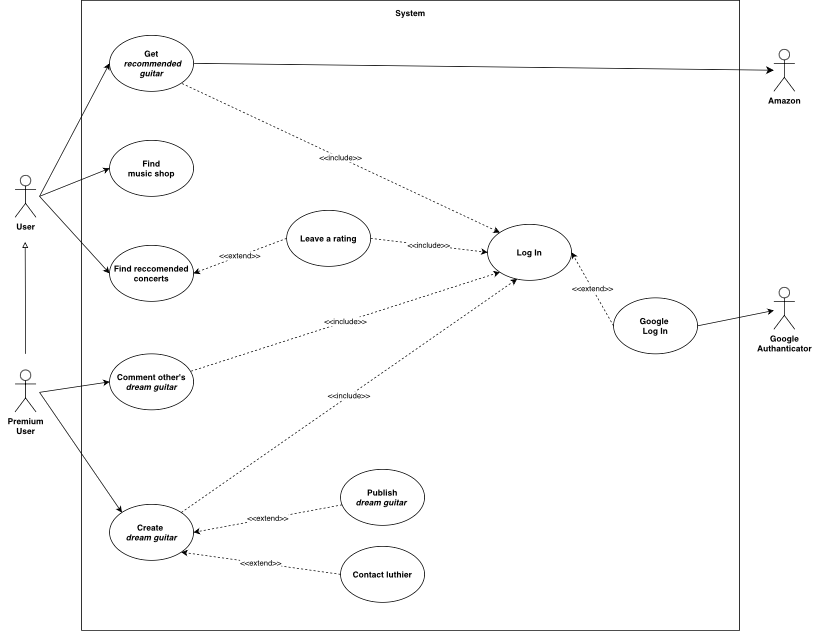 System
Get
recommended
guitar
Amazon
<<include>>
Find
music shop
User
Leave a rating
<<extend>>
<<include>>
Log In
Find reccomended
concerts
<<extend>>
Google
Log In
Google
Authanticator
<<include>>
Comment other's
dream guitar
Premium
User
<<include>>
Publish
dream guitar
<<extend>>
Create
dream guitar
<<extend>>
Contact luthier